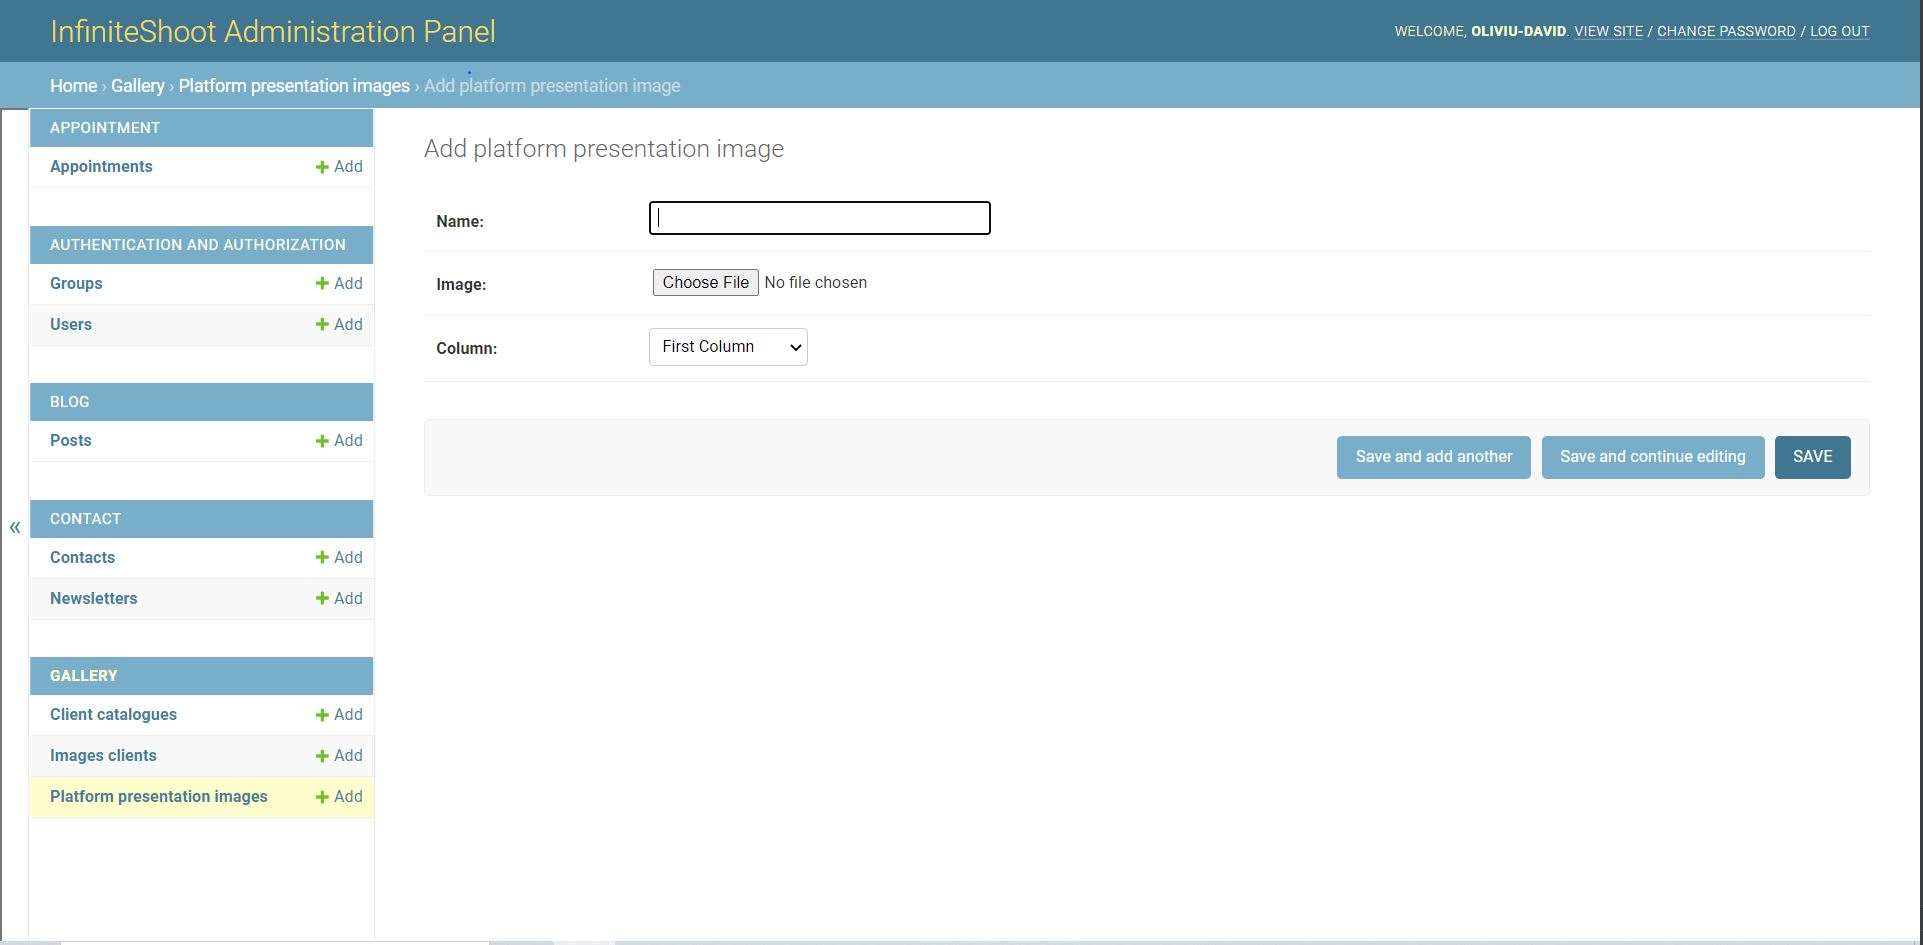 InfiniteShoot Administration Panel
WELCOME, OLIVIU-DAVID. VIEW SITE / CHANGE PASSWORD / LOG OUT
Home › Gallery › Platform presentation images › Add platform presentation image
APPOINTMENT
Appointments + Add
AUTHENTICATION AND AUTHORIZATION
Groups + Add
Users + Add
BLOG
Posts + Add
CONTACT
Contacts + Add
Newsletters + Add
GALLERY
Client catalogues + Add
Images clients + Add
Platform presentation images + Add
«
Add platform presentation image
Name:
Image: Choose File No file chosen
Column: First Column
Save and add another Save and continue editing SAVE